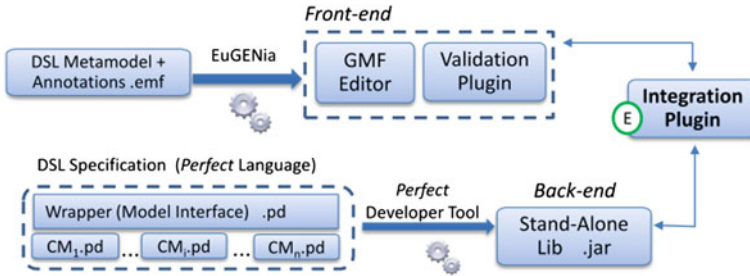 Front-end
DSL Metamodel +
Annotations .emf
EuGENia
GMF
Editor
Validation
Plugin
Integration
Plugin
E
DSL Specification (Perfect Language)
Wrapper (Model Interface) .pd
CM₁.pd ... CMᵢ.pd ... CMₙ.pd
Perfect
Developer Tool
Back-end
Stand-Alone
Lib .jar